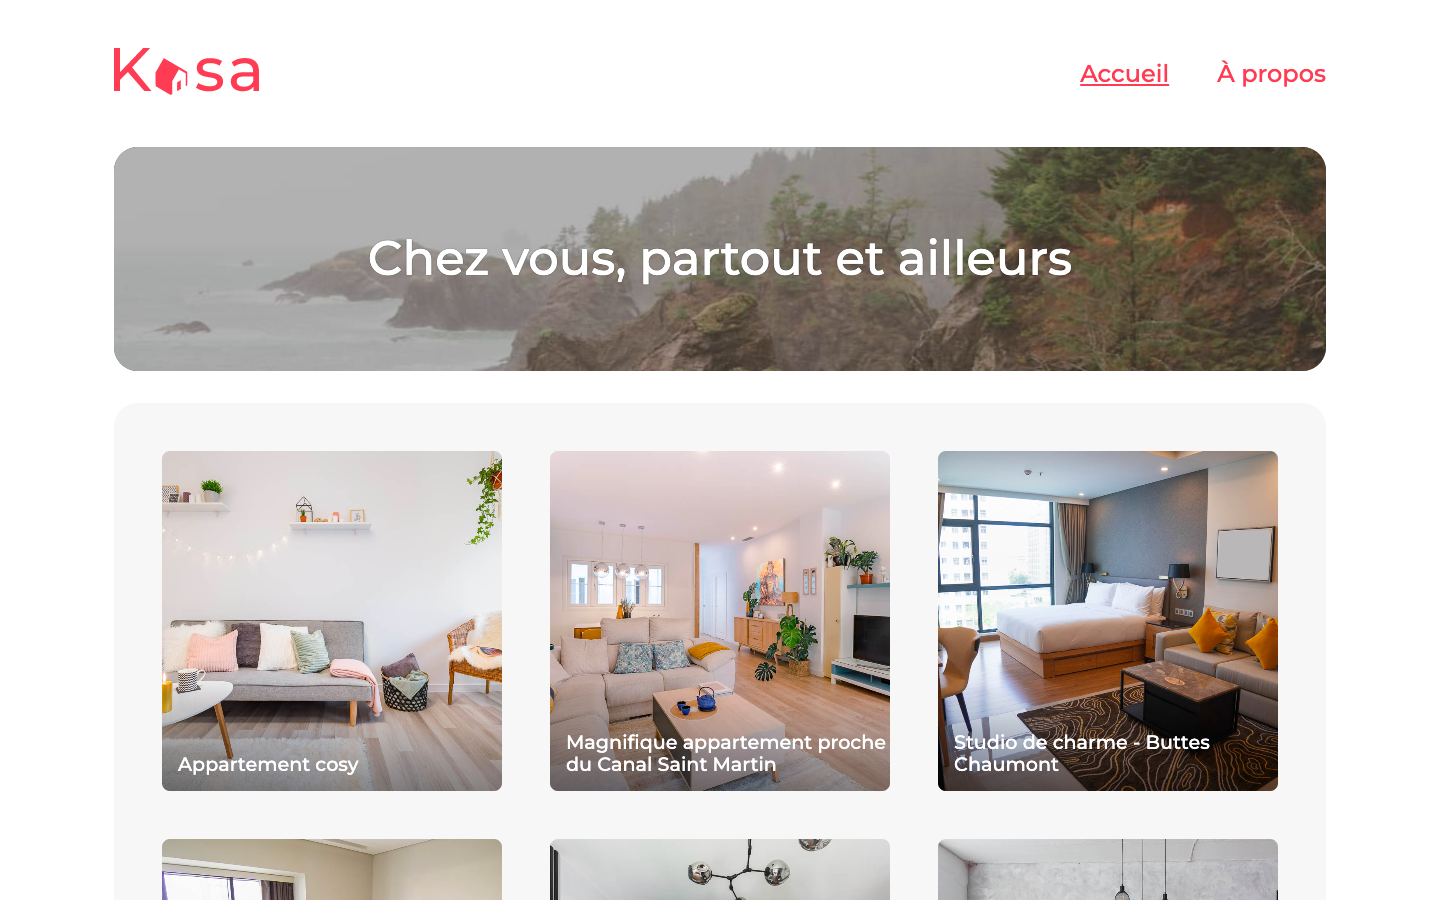 Kasa
Accueil
À propos
Chez vous, partout et ailleurs
Appartement cosy
Magnifique appartement proche
du Canal Saint Martin
Studio de charme - Buttes
Chaumont